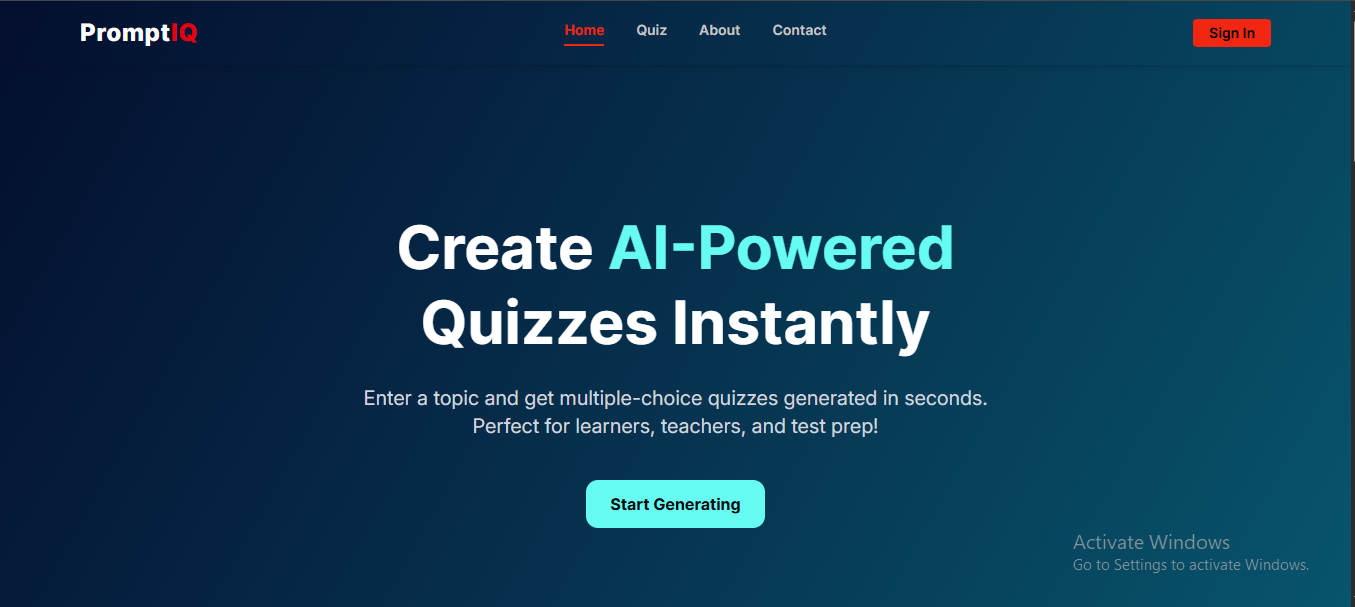 PromptIQ
Home Quiz About Contact
Sign In
Create AI-Powered
Quizzes Instantly
Enter a topic and get multiple-choice quizzes generated in seconds.
Perfect for learners, teachers, and test prep!
Start Generating
Activate Windows
Go to Settings to activate Windows.